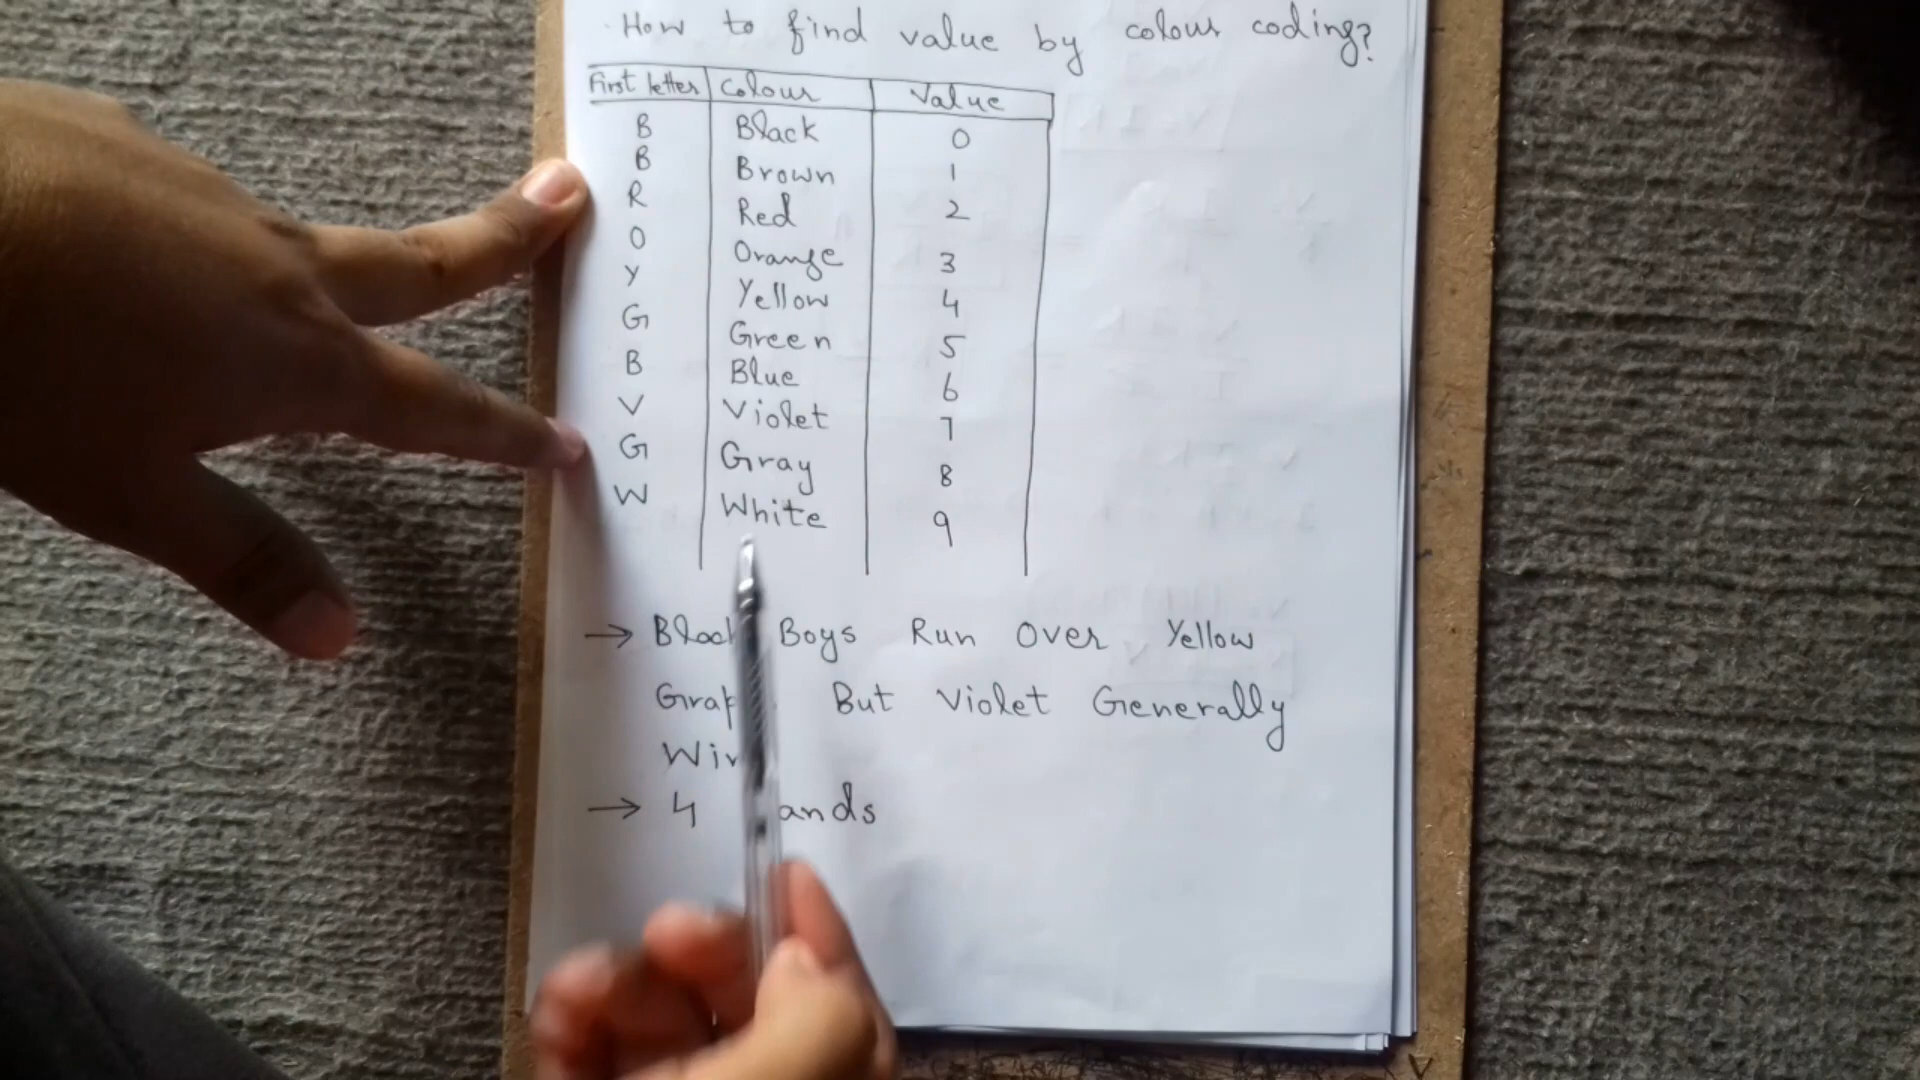 How to find value by colour coding?
First letter Colour Value
B Black 0
B Brown 1
R Red 2
O Orange 3
Y Yellow 4
G Green 5
B Blue 6
V Violet 7
G Gray 8
W White 9
→ Boys Run Over Yellow
But Violet Generally
→ 4